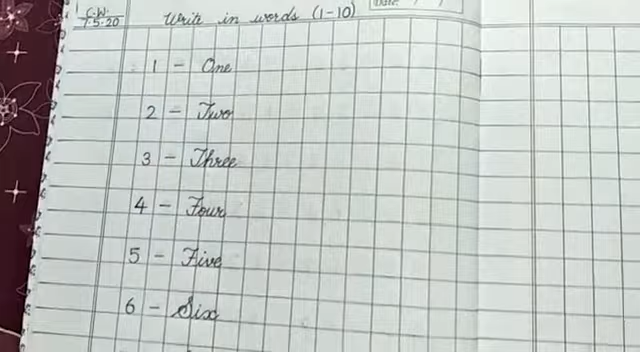 C.W.
7.5.20
Write in words (1-10)
Date:
1 - One
2 - Two
3 - Three
4 - Four
5 - Five
6 - Six